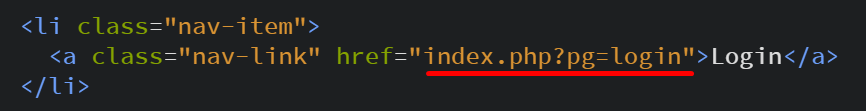 <li class="nav-item">
<a class="nav-link" href="index.php?pg=login">Login</a>
</li>